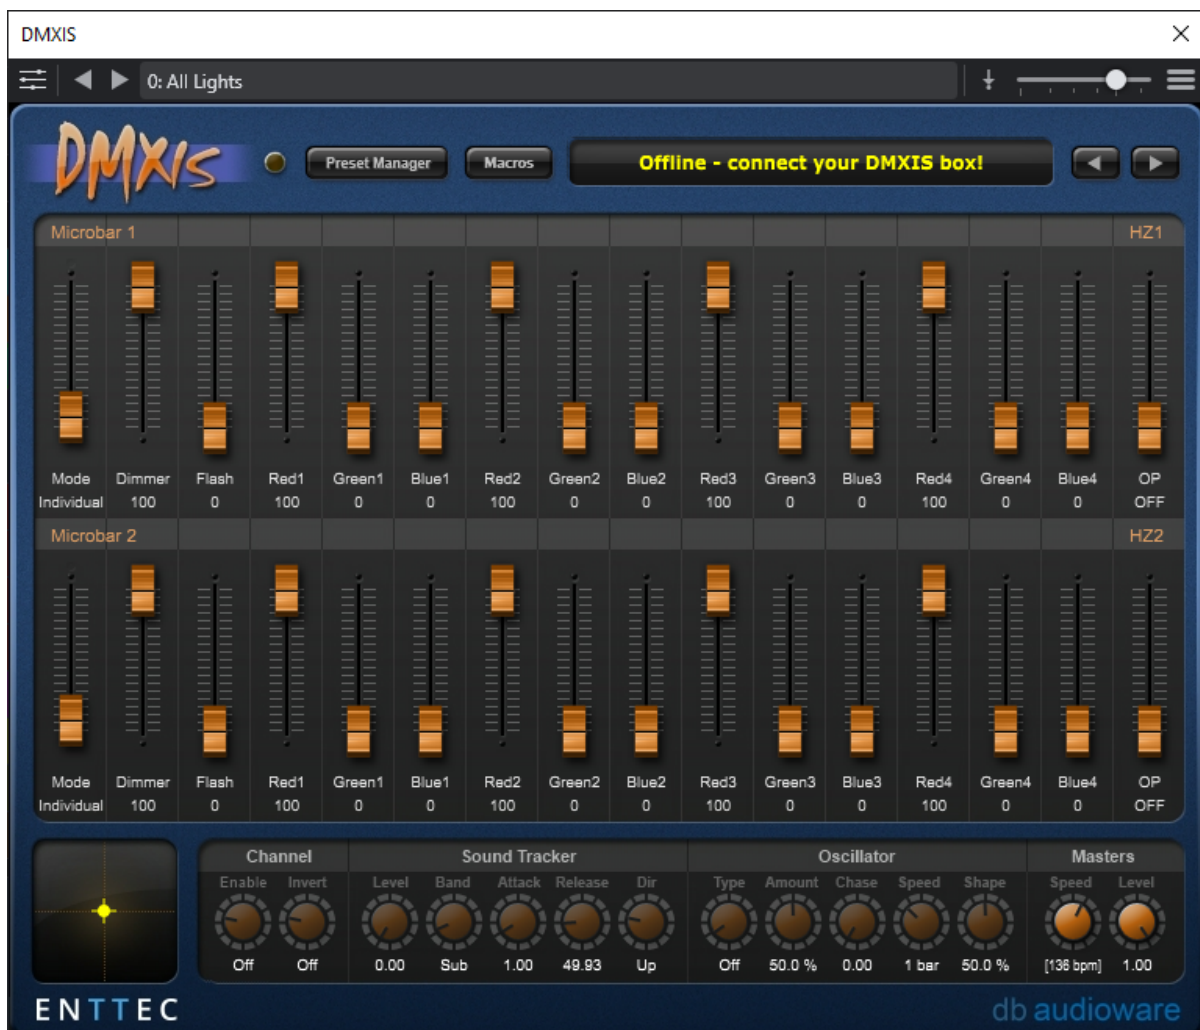 DMXIS
0: All Lights
DMXIS Preset Manager Macros Offline - connect your DMXIS box!
Microbar 1 HZ1
Mode Dimmer Flash Red1 Green1 Blue1 Red2 Green2 Blue2 Red3 Green3 Blue3 Red4 Green4 Blue4 OP
Individual 100 0 100 0 0 100 0 0 100 0 0 100 0 0 OFF
Microbar 2 HZ2
Mode Dimmer Flash Red1 Green1 Blue1 Red2 Green2 Blue2 Red3 Green3 Blue3 Red4 Green4 Blue4 OP
Individual 100 0 100 0 0 100 0 0 100 0 0 100 0 0 OFF
Channel Sound Tracker Oscillator Masters
Enable Invert Level Band Attack Release Dir Type Amount Chase Speed Shape Speed Level
Off Off 0.00 Sub 1.00 49.93 Up Off 50.0 % 0.00 1 bar 50.0 % [136 bpm] 1.00
ENTTEC db audioware